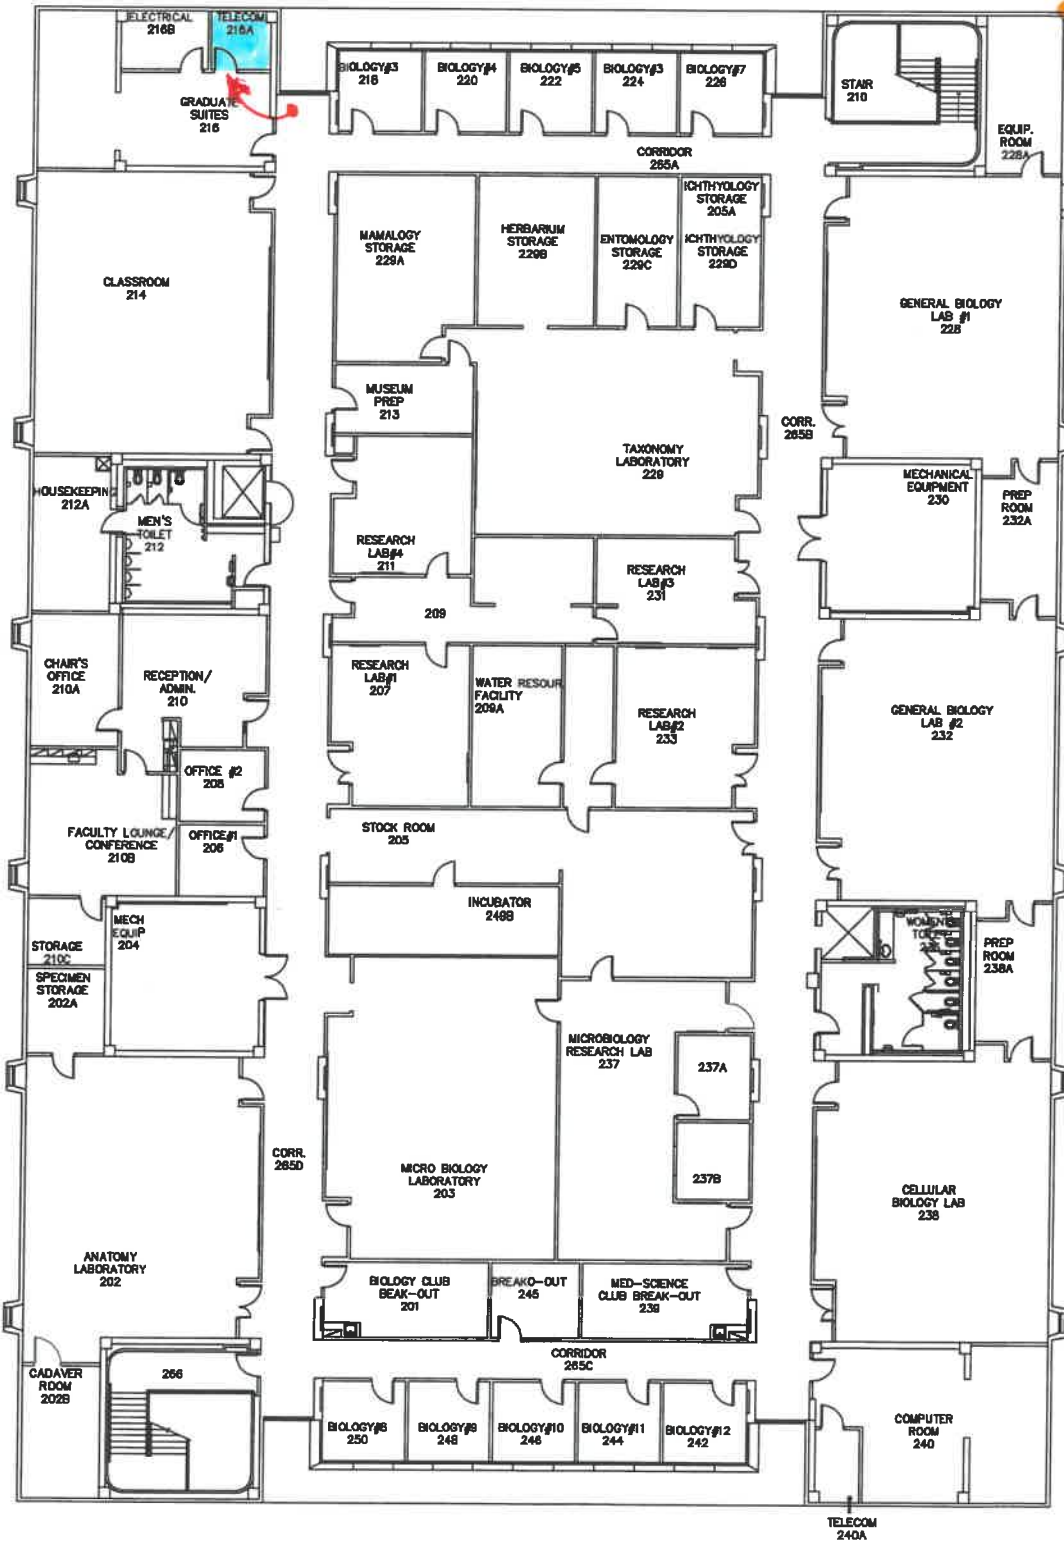 ELECTRICAL
216B
TELECOM
216A
GRADUATE
SUITES
216
BIOLOGY#3
218
BIOLOGY#4
220
BIOLOGY#5
222
BIOLOGY#3
224
BIOLOGY#7
226
STAIR
210
EQUIP.
ROOM
228A
CORRIDOR
265A
CLASSROOM
214
MAMALOGY
STORAGE
229A
HERBARIUM
STORAGE
229B
ENTOMOLOGY
STORAGE
229C
ICHTHYOLOGY
STORAGE
205A
ICHTHYOLOGY
STORAGE
229D
GENERAL BIOLOGY
LAB #1
228
MUSEUM
PREP
213
TAXONOMY
LABORATORY
229
CORR.
265B
HOUSEKEEPING
212A
MEN'S
TOILET
212
RESEARCH
LAB#4
211
MECHANICAL
EQUIPMENT
230
PREP
ROOM
232A
RESEARCH
LAB#3
231
209
CHAIR'S
OFFICE
210A
RECEPTION/
ADMIN.
210
RESEARCH
LAB#1
207
WATER RESOUR
FACILITY
209A
RESEARCH
LAB#2
233
GENERAL BIOLOGY
LAB #2
232
OFFICE #2
208
FACULTY LOUNGE/
CONFERENCE
210B
OFFICE#1
206
STOCK ROOM
205
INCUBATOR
249B
MECH
EQUIP
204
STORAGE
210C
SPECIMEN
STORAGE
202A
WOMEN'S
TOILET
PREP
ROOM
238A
MICROBIOLOGY
RESEARCH LAB
237
237A
237B
CORR.
265D
MICRO BIOLOGY
LABORATORY
203
CELLULAR
BIOLOGY LAB
238
ANATOMY
LABORATORY
202
BIOLOGY CLUB
BEAK-OUT
201
BREAKO-OUT
245
MED-SCIENCE
CLUB BREAK-OUT
239
CORRIDOR
265C
CADAVER
ROOM
202B
266
BIOLOGY#8
250
BIOLOGY#9
248
BIOLOGY#10
246
BIOLOGY#11
244
BIOLOGY#12
242
COMPUTER
ROOM
240
TELECOM
240A